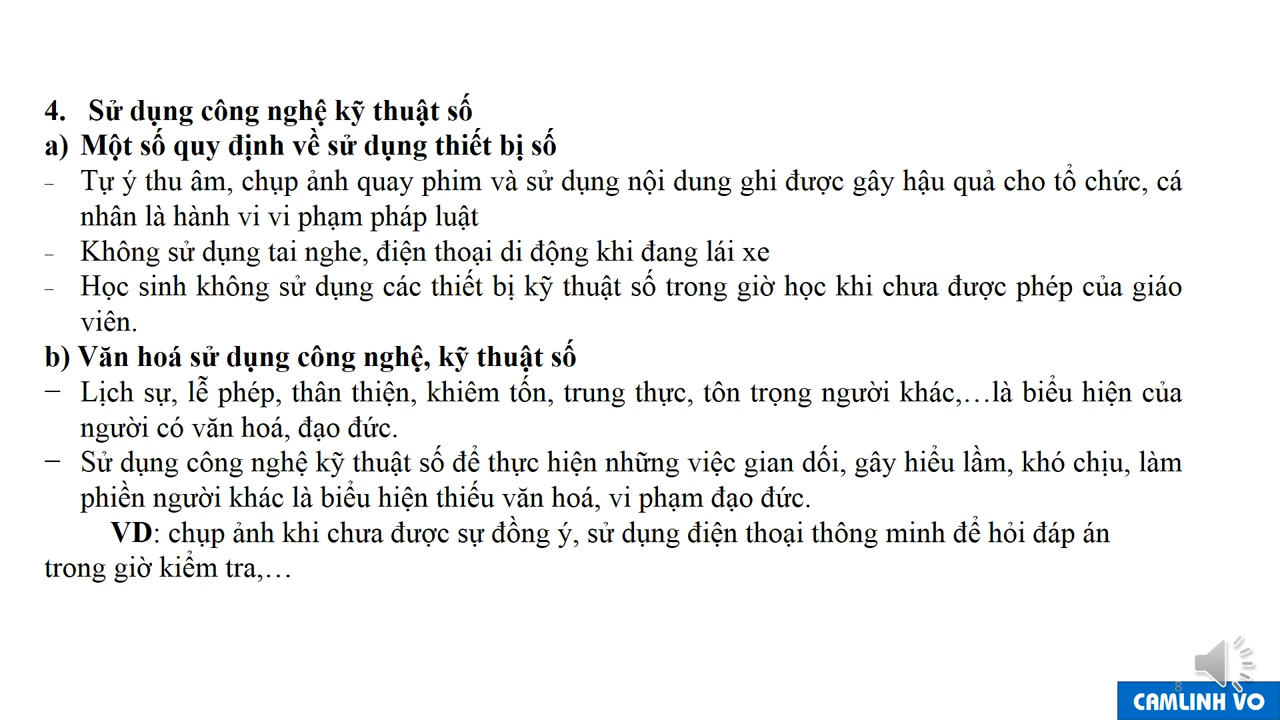 4. Sử dụng công nghệ kỹ thuật số
a) Một số quy định về sử dụng thiết bị số
- Tự ý thu âm, chụp ảnh quay phim và sử dụng nội dung ghi được gây hậu quả cho tổ chức, cá
nhân là hành vi vi phạm pháp luật
- Không sử dụng tai nghe, điện thoại di động khi đang lái xe
- Học sinh không sử dụng các thiết bị kỹ thuật số trong giờ học khi chưa được phép của giáo
viên.
b) Văn hoá sử dụng công nghệ, kỹ thuật số
− Lịch sự, lễ phép, thân thiện, khiêm tốn, trung thực, tôn trọng người khác,…là biểu hiện của
người có văn hoá, đạo đức.
− Sử dụng công nghệ kỹ thuật số để thực hiện những việc gian dối, gây hiểu lầm, khó chịu, làm
phiền người khác là biểu hiện thiếu văn hoá, vi phạm đạo đức.
VD: chụp ảnh khi chưa được sự đồng ý, sử dụng điện thoại thông minh để hỏi đáp án
trong giờ kiểm tra,…
8
CAMLINH VO